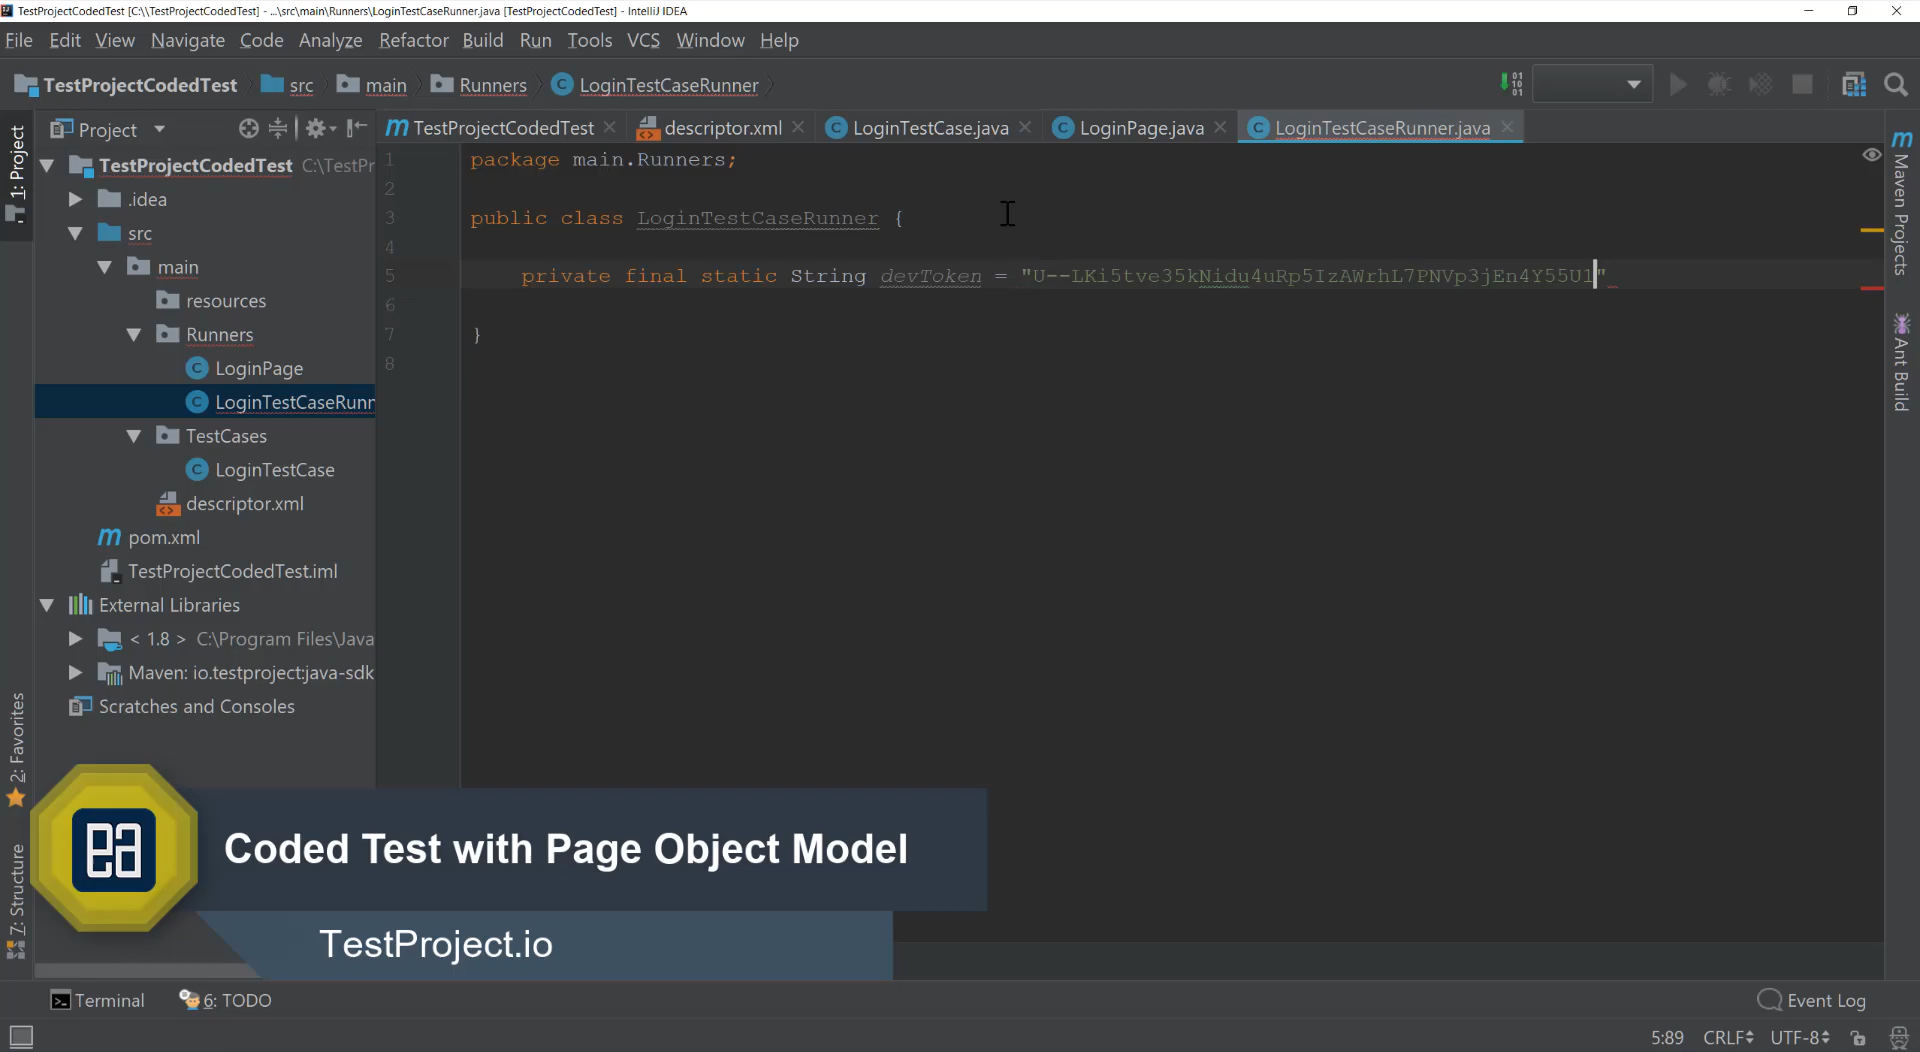 TestProjectCodedTest [C:\\TestProjectCodedTest] - ...\src\main\Runners\LoginTestCaseRunner.java [TestProjectCodedTest] - IntelliJ IDEA
File Edit View Navigate Code Analyze Refactor Build Run Tools VCS Window Help
TestProjectCodedTest src main Runners LoginTestCaseRunner
1: Project
Project
TestProjectCodedTest descriptor.xml LoginTestCase.java LoginPage.java LoginTestCaseRunner.java
TestProjectCodedTest C:\TestPr
.idea
src
main
resources
Runners
LoginPage
LoginTestCaseRunn
TestCases
LoginTestCase
descriptor.xml
pom.xml
TestProjectCodedTest.iml
External Libraries
< 1.8 > C:\Program Files\Java
Maven: io.testproject:java-sdk
Scratches and Consoles
1 package main.Runners;
2
3 public class LoginTestCaseRunner {
4
5 private final static String devToken = "U--LKi5tve35kNidu4uRp5IzAWrhL7PNVp3jEn4Y55U1"
6
7 }
8
Maven Projects
Ant Build
2: Favorites
7: Structure
ea
Coded Test with Page Object Model
TestProject.io
Terminal 6: TODO Event Log
5:89 CRLF UTF-8